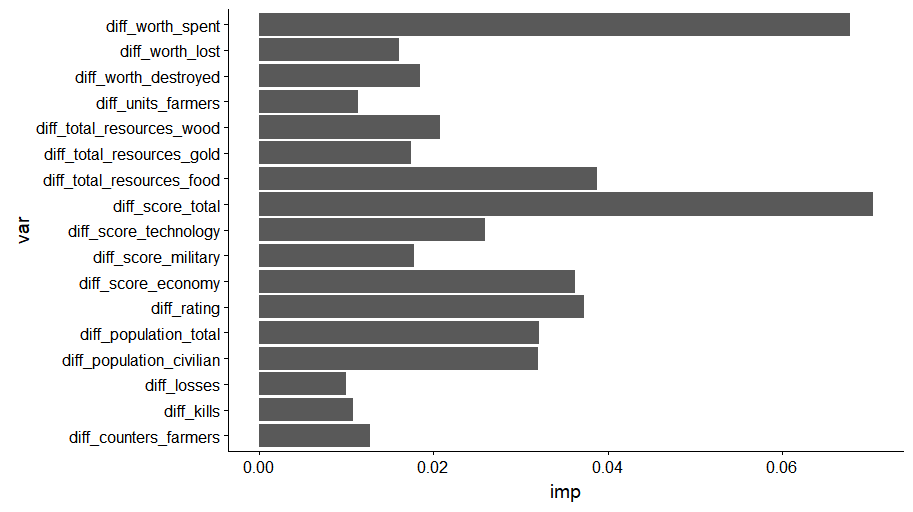 diff_worth_spent
diff_worth_lost
diff_worth_destroyed
diff_units_farmers
diff_total_resources_wood
diff_total_resources_gold
diff_total_resources_food
diff_score_total
diff_score_technology
diff_score_military
diff_score_economy
diff_rating
diff_population_total
diff_population_civilian
diff_losses
diff_kills
diff_counters_farmers
var
0.00 0.02 0.04 0.06
imp